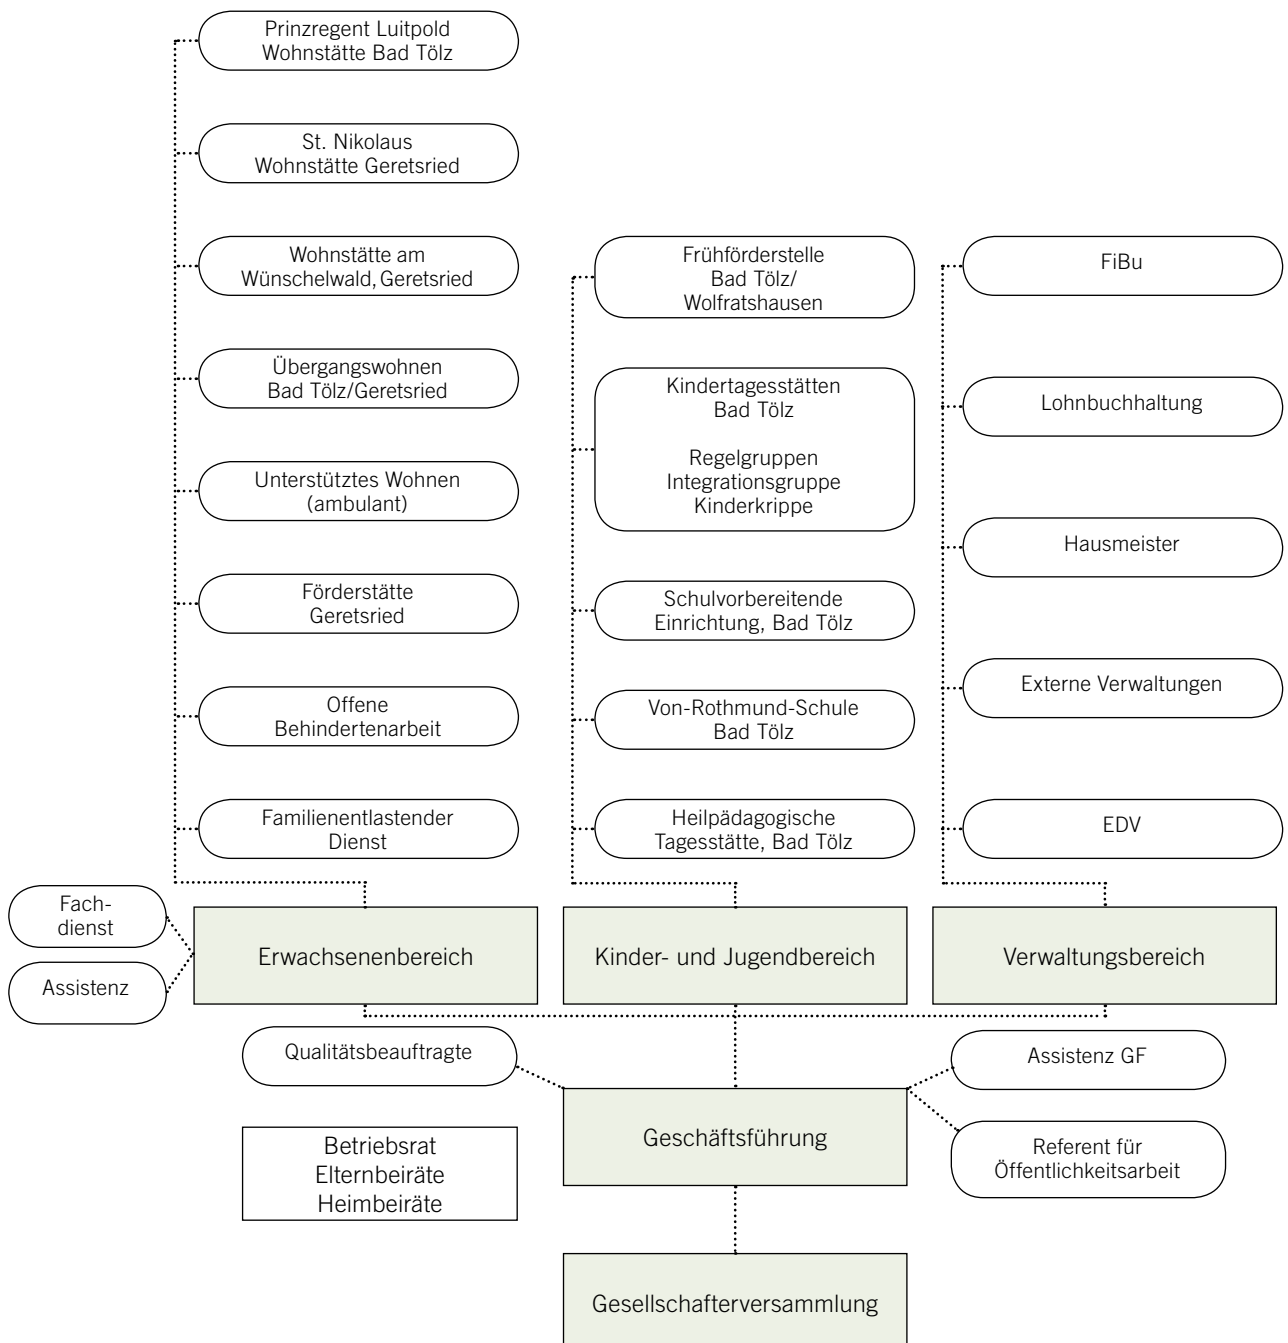 Prinzregent Luitpold
Wohnstätte Bad Tölz
St. Nikolaus
Wohnstätte Geretsried
Wohnstätte am
Wünschelwald, Geretsried
Übergangswohnen
Bad Tölz/Geretsried
Unterstütztes Wohnen
(ambulant)
Förderstätte
Geretsried
Offene
Behindertenarbeit
Familienentlastender
Dienst
Frühförderstelle
Bad Tölz/
Wolfratshausen
Kindertagesstätten
Bad Tölz
Regelgruppen
Integrationsgruppe
Kinderkrippe
Schulvorbereitende
Einrichtung, Bad Tölz
Von-Rothmund-Schule
Bad Tölz
Heilpädagogische
Tagesstätte, Bad Tölz
FiBu
Lohnbuchhaltung
Hausmeister
Externe Verwaltungen
EDV
Fach-
dienst
Assistenz
Erwachsenenbereich
Kinder- und Jugendbereich
Verwaltungsbereich
Qualitätsbeauftragte
Assistenz GF
Betriebsrat
Elternbeiräte
Heimbeiräte
Geschäftsführung
Referent für
Öffentlichkeitsarbeit
Gesellschafterversammlung